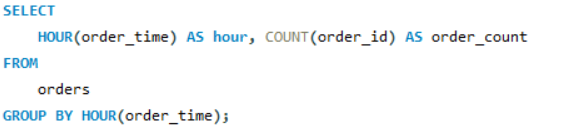 SELECT
    HOUR(order_time) AS hour, COUNT(order_id) AS order_count
FROM
    orders
GROUP BY HOUR(order_time);